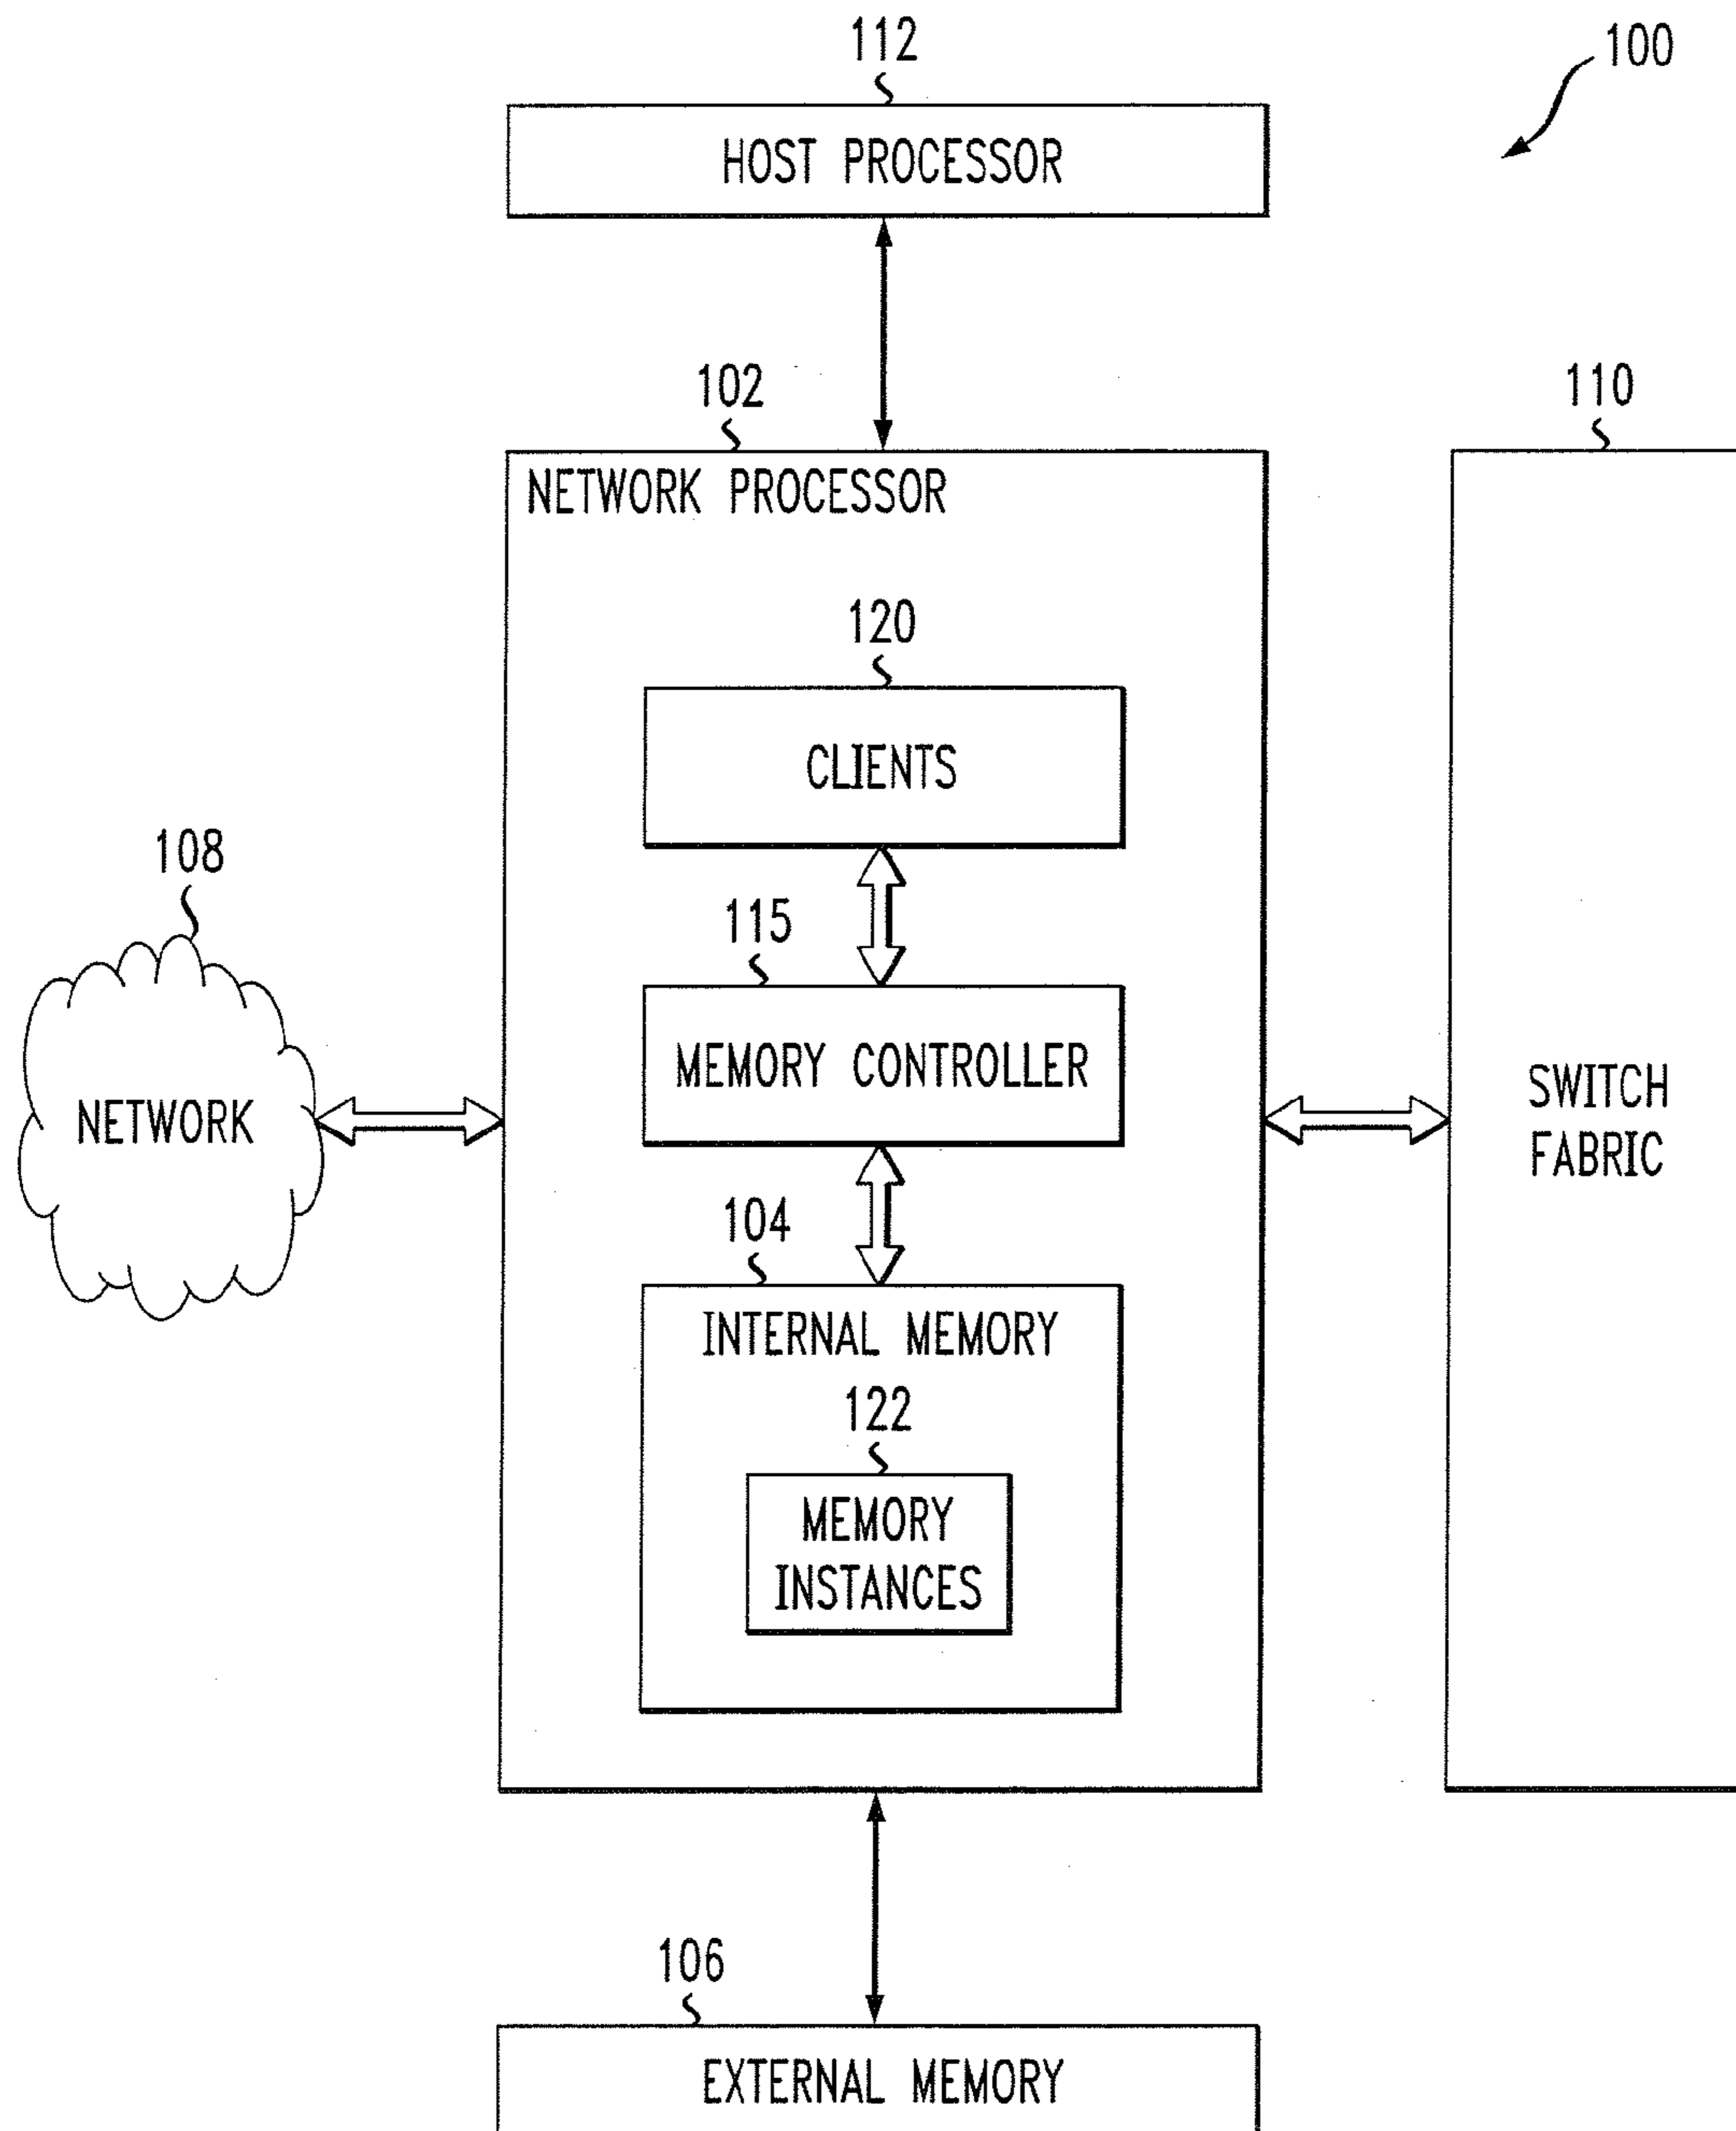 112
100
HOST PROCESSOR
102
110
NETWORK PROCESSOR
120
CLIENTS
108
115
NETWORK
MEMORY CONTROLLER
SWITCH
FABRIC
104
INTERNAL MEMORY
122
MEMORY
INSTANCES
106
EXTERNAL MEMORY